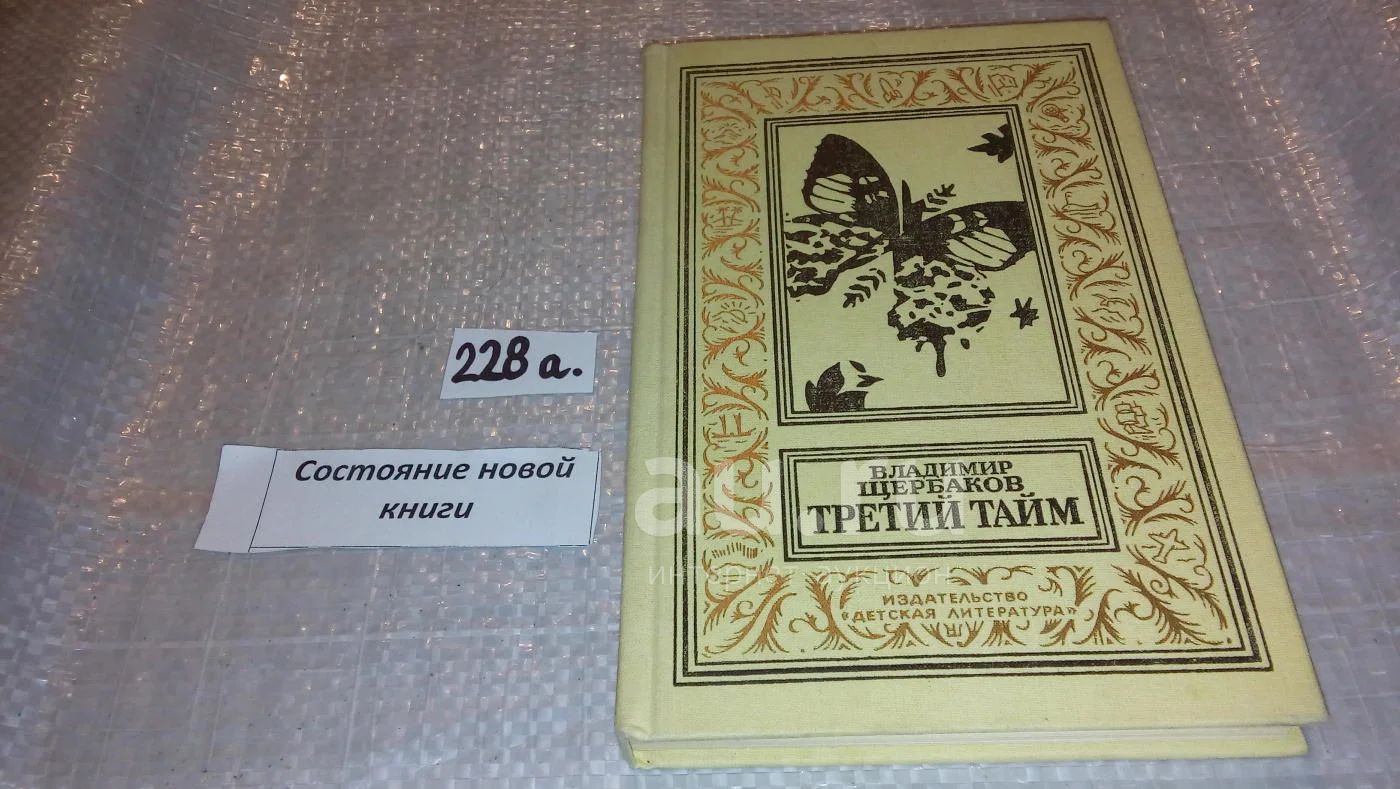 228 а.
Состояние новой
книги
ВЛАДИМИР
ЩЕРБАКОВ
ТРЕТИЙ ТАЙМ
ИЗДАТЕЛЬСТВО
«ДЕТСКАЯ ЛИТЕРАТУРА»